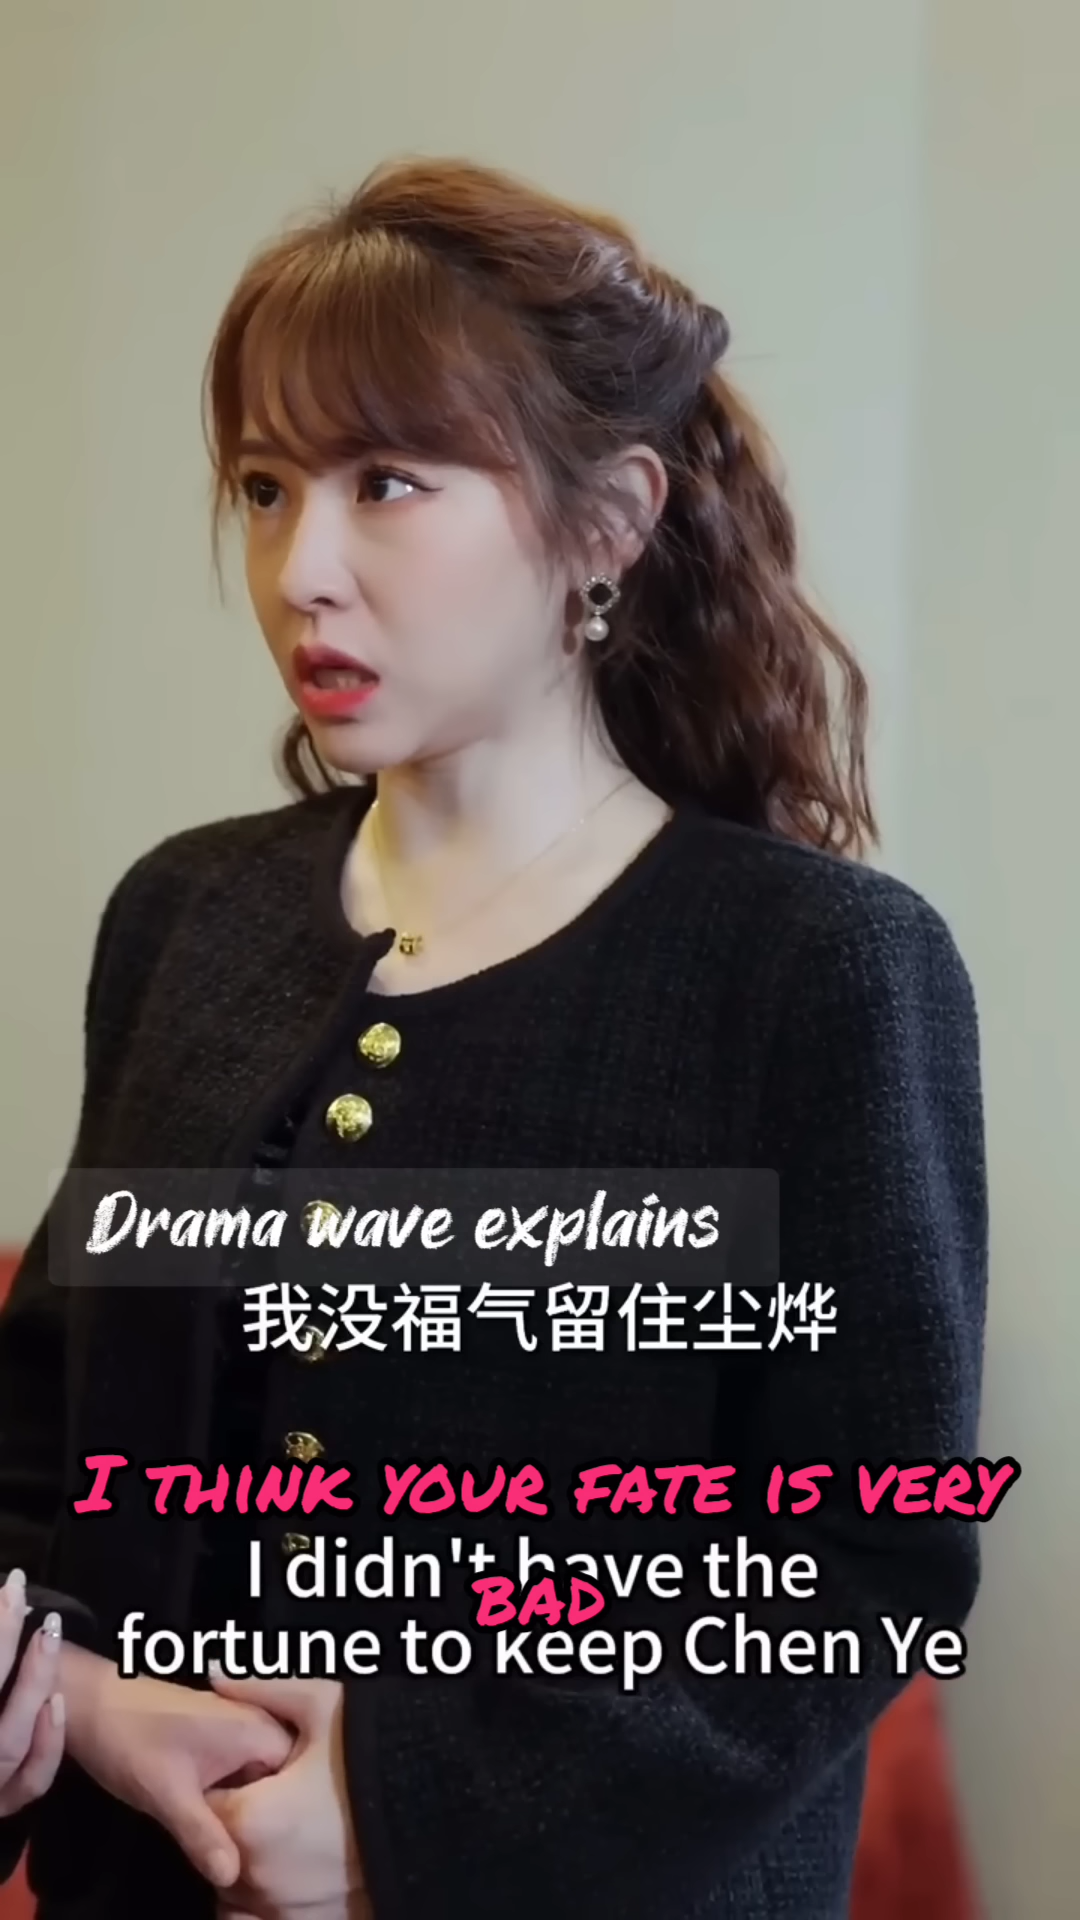 Drama wave explains
我没福气留住尘烨
I THINK YOUR FATE IS VERY
BAD
I didn't have the
fortune to keep Chen Ye